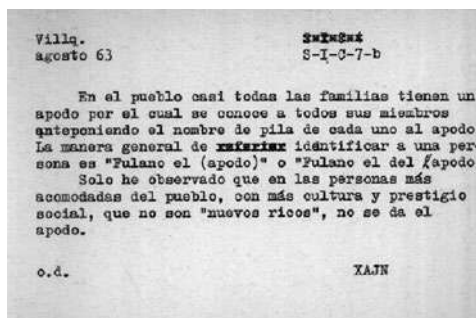 Villq.
agosto 63 S-I-C-7-b
En el pueblo casi todas las familias tienen un
apodo por el cual se conoce a todos sus miembros
qnteponiendo el nombre de pila de cada uno al apodo
La manera general de identificar a una per
sona es "Fulano el (apodo)" o "Fulano el del (apodo
Solo he observado que en las personas más
acomodadas del pueblo, con más cultura y prestigio
social, que no son "nuevos ricos", no se da el
apodo.
o.d. XAJN